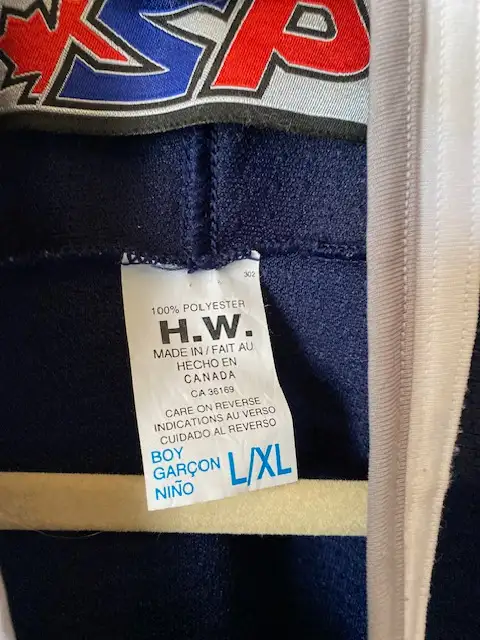 SP
302
100% POLYESTER
H.W.
MADE IN / FAIT AU
HECHO EN
CANADA
CA 36169
CARE ON REVERSE
INDICATIONS AU VERSO
CUIDADO AL REVERSO
BOY
GARÇON L/XL
NIÑO